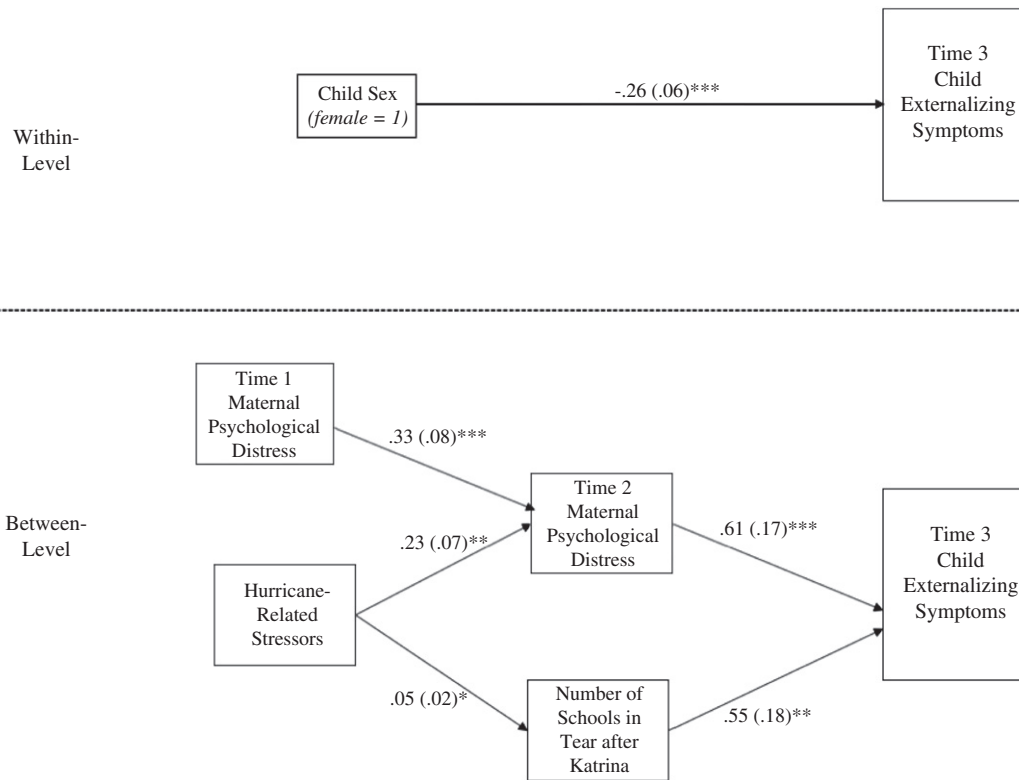 Within-
Level
Child Sex
(female = 1)
-.26 (.06)***
Time 3
Child
Externalizing
Symptoms
Between-
Level
Time 1
Maternal
Psychological
Distress
.33 (.08)***
Hurricane-
Related
Stressors
.23 (.07)**
.05 (.02)*
Time 2
Maternal
Psychological
Distress
.61 (.17)***
Number of
Schools in
Tear after
Katrina
.55 (.18)**
Time 3
Child
Externalizing
Symptoms